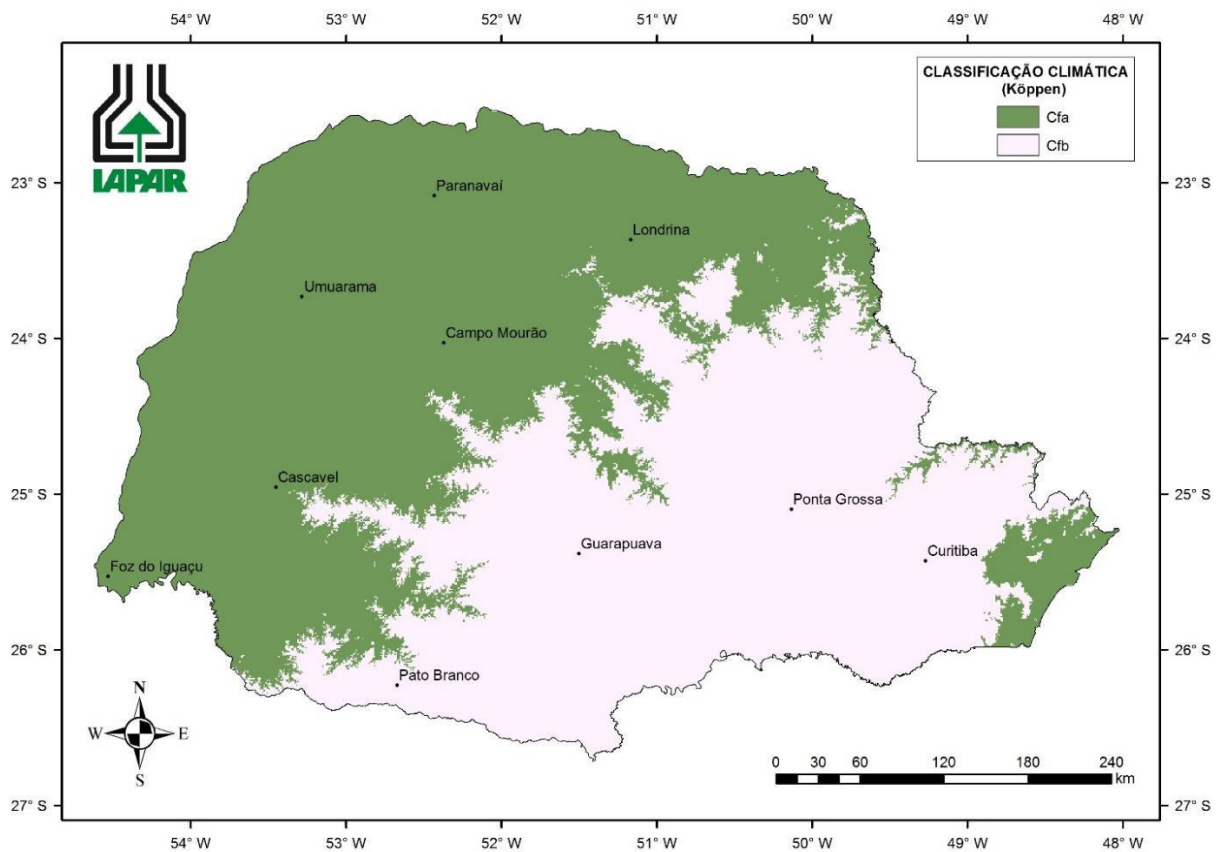 54° W 53° W 52° W 51° W 50° W 49° W 48° W
IAPAR
CLASSIFICAÇÃO CLIMÁTICA
(Köppen)
Cfa
Cfb
23° S 23° S
Paranavaí
Londrina
Umuarama
Campo Mourão
24° S 24° S
Cascavel
25° S 25° S
Ponta Grossa
Guarapuava
Curitiba
Foz do Iguaçu
26° S 26° S
Pato Branco
N
W E
S
0 30 60 120 180 240
km
27° S 27° S
54° W 53° W 52° W 51° W 50° W 49° W 48° W